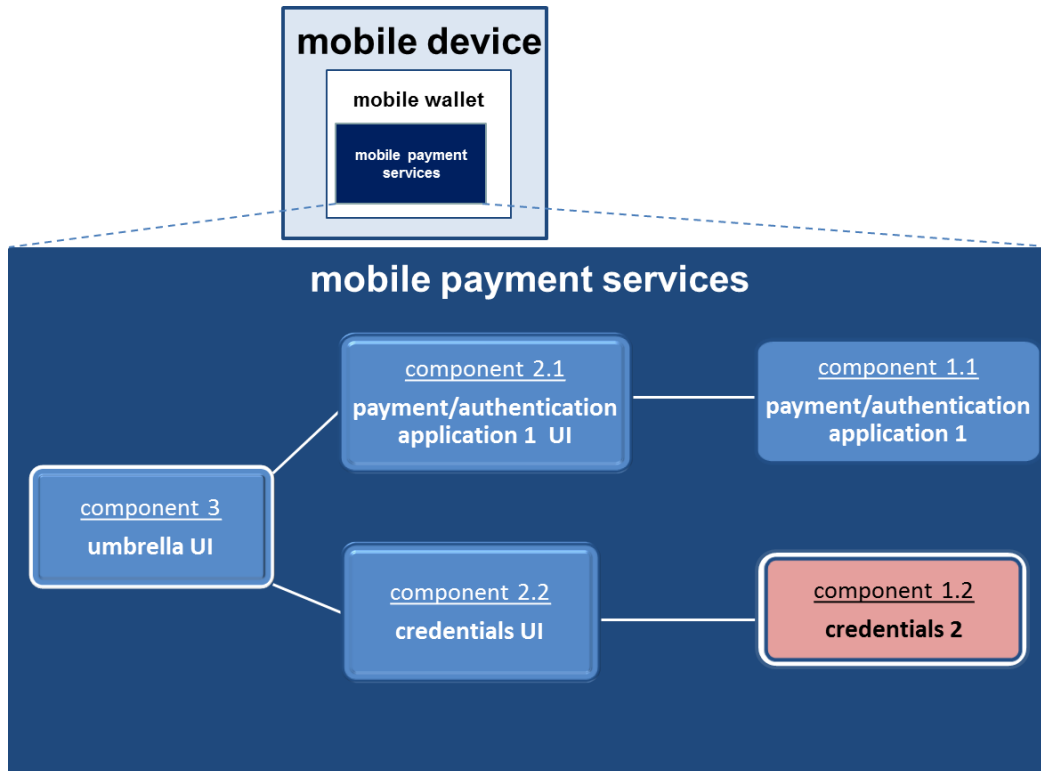 mobile device
mobile wallet
mobile payment
services
mobile payment services
component 2.1
payment/authentication
application 1 UI
component 1.1
payment/authentication
application 1
component 3
umbrella UI
component 2.2
credentials UI
component 1.2
credentials 2